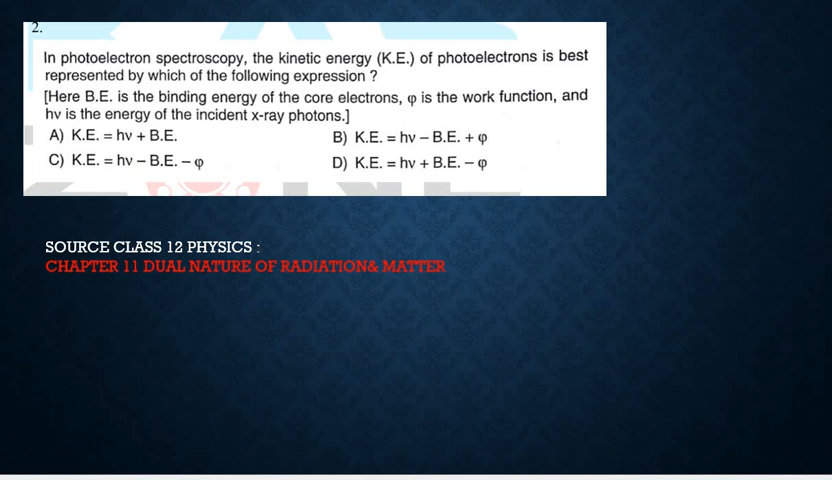 2.
In photoelectron spectroscopy, the kinetic energy (K.E.) of photoelectrons is best
represented by which of the following expression ?
[Here B.E. is the binding energy of the core electrons, φ is the work function, and
hν is the energy of the incident x-ray photons.]
A) K.E. = hν + B.E. B) K.E. = hν – B.E. + φ
C) K.E. = hν – B.E. – φ D) K.E. = hν + B.E. – φ
SOURCE CLASS 12 PHYSICS :
CHAPTER 11 DUAL NATURE OF RADIATION& MATTER